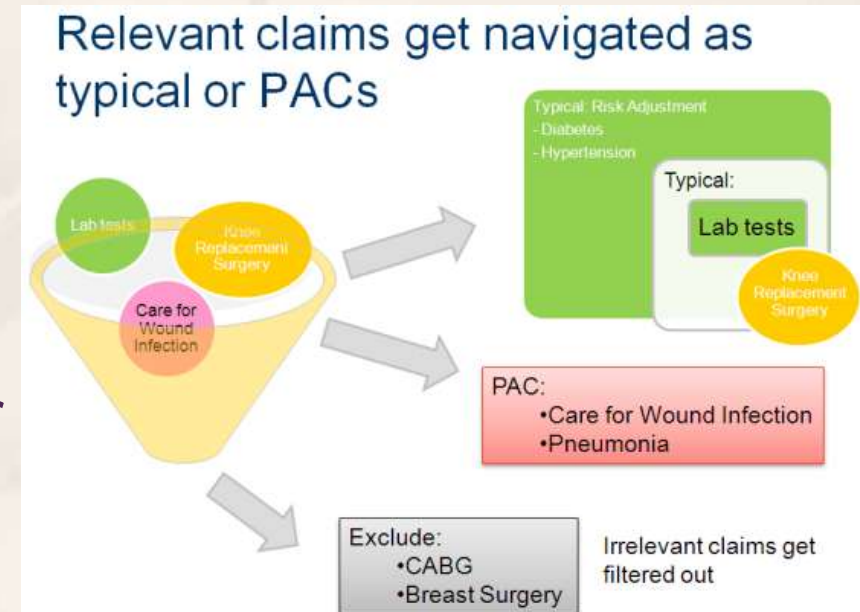 Relevant claims get navigated as
typical or PACs
Typical: Risk Adjustment
- Diabetes
- Hypertension
Typical:
Lab tests
Knee
Replacement
Surgery
Lab tests
Knee
Replacement
Surgery
Care for
Wound
Infection
PAC:
•Care for Wound Infection
•Pneumonia
Exclude:
•CABG
•Breast Surgery
Irrelevant claims get
filtered out